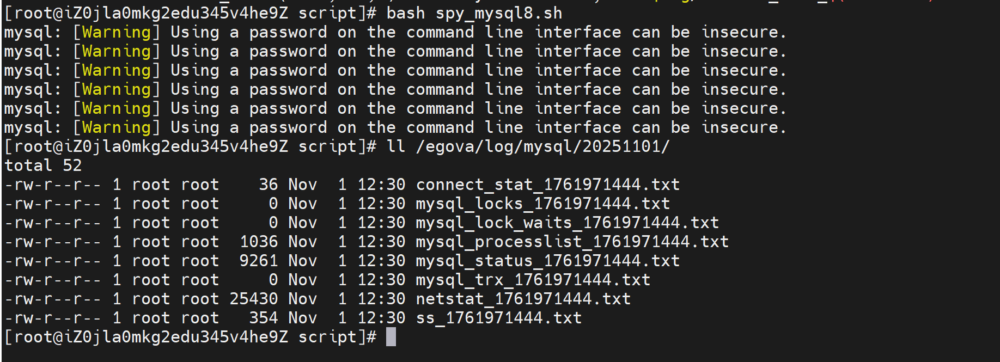 [root@iZ0jla0mkg2edu345v4he9Z script]# bash spy_mysql8.sh
mysql: [Warning] Using a password on the command line interface can be insecure.
mysql: [Warning] Using a password on the command line interface can be insecure.
mysql: [Warning] Using a password on the command line interface can be insecure.
mysql: [Warning] Using a password on the command line interface can be insecure.
mysql: [Warning] Using a password on the command line interface can be insecure.
mysql: [Warning] Using a password on the command line interface can be insecure.
[root@iZ0jla0mkg2edu345v4he9Z script]# ll /egova/log/mysql/20251101/
total 52
-rw-r--r-- 1 root root    36 Nov  1 12:30 connect_stat_1761971444.txt
-rw-r--r-- 1 root root     0 Nov  1 12:30 mysql_locks_1761971444.txt
-rw-r--r-- 1 root root     0 Nov  1 12:30 mysql_lock_waits_1761971444.txt
-rw-r--r-- 1 root root  1036 Nov  1 12:30 mysql_processlist_1761971444.txt
-rw-r--r-- 1 root root  9261 Nov  1 12:30 mysql_status_1761971444.txt
-rw-r--r-- 1 root root     0 Nov  1 12:30 mysql_trx_1761971444.txt
-rw-r--r-- 1 root root 25430 Nov  1 12:30 netstat_1761971444.txt
-rw-r--r-- 1 root root   354 Nov  1 12:30 ss_1761971444.txt
[root@iZ0jla0mkg2edu345v4he9Z script]#